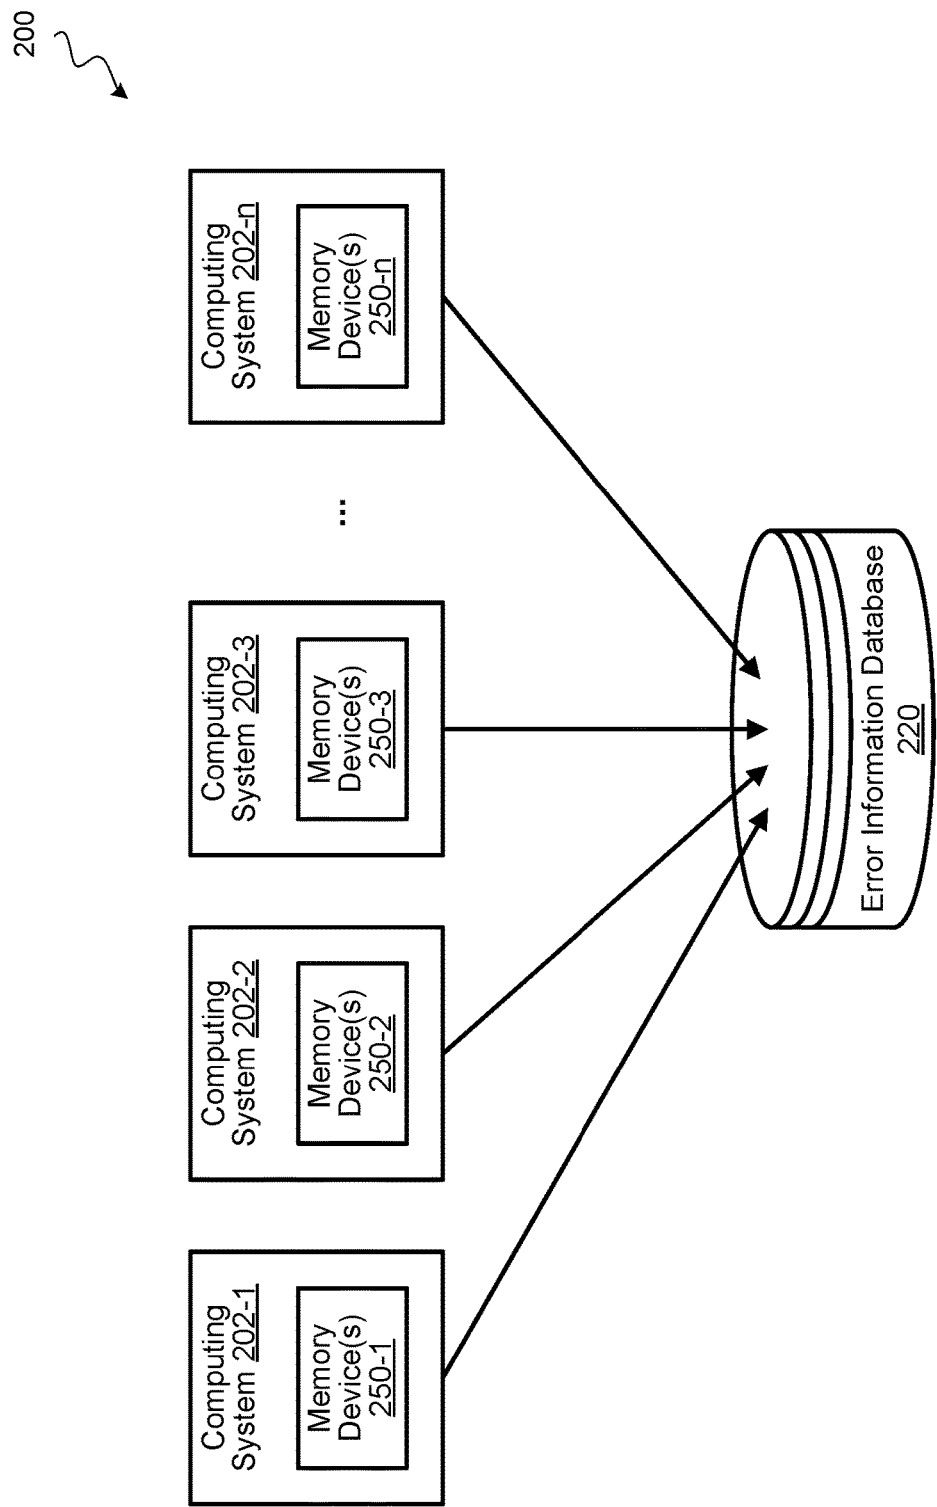 200
Computing
System 202-1
Memory
Device(s)
250-1
Computing
System 202-2
Memory
Device(s)
250-2
Computing
System 202-3
Memory
Device(s)
250-3
...
Computing
System 202-n
Memory
Device(s)
250-n
Error Information Database
220